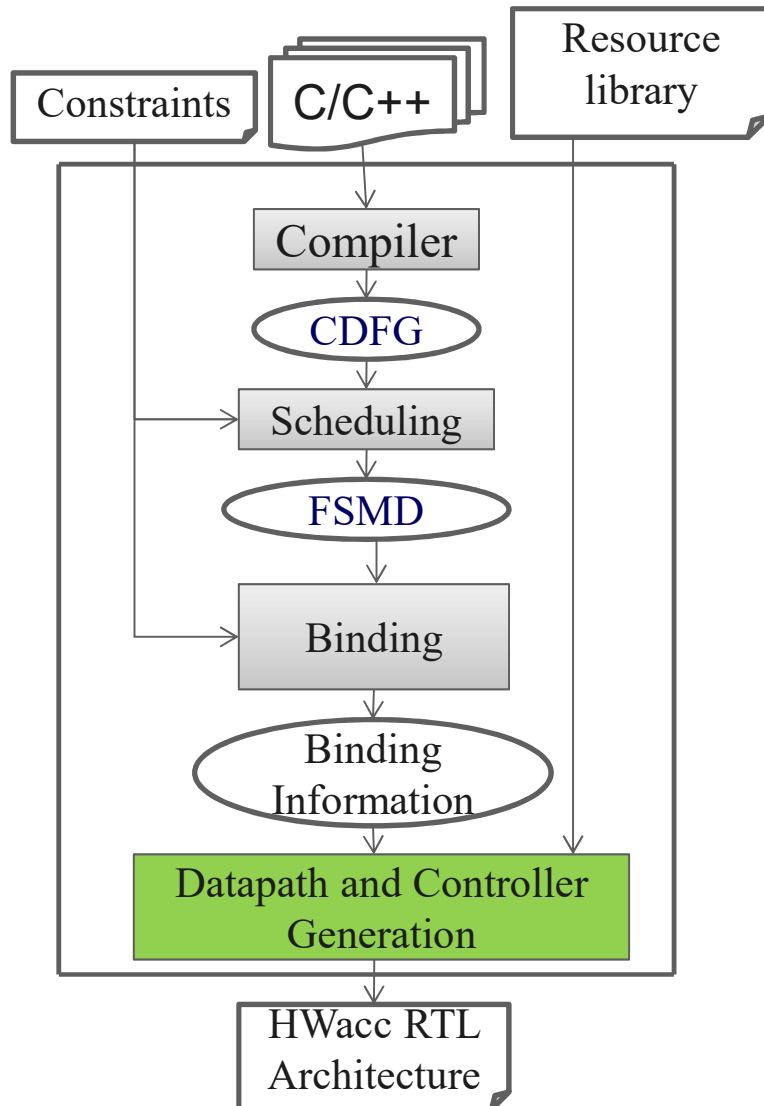 Resource
library
Constraints
C/C++
Compiler
CDFG
Scheduling
FSMD
Binding
Binding
Information
Datapath and Controller
Generation
HWacc RTL
Architecture